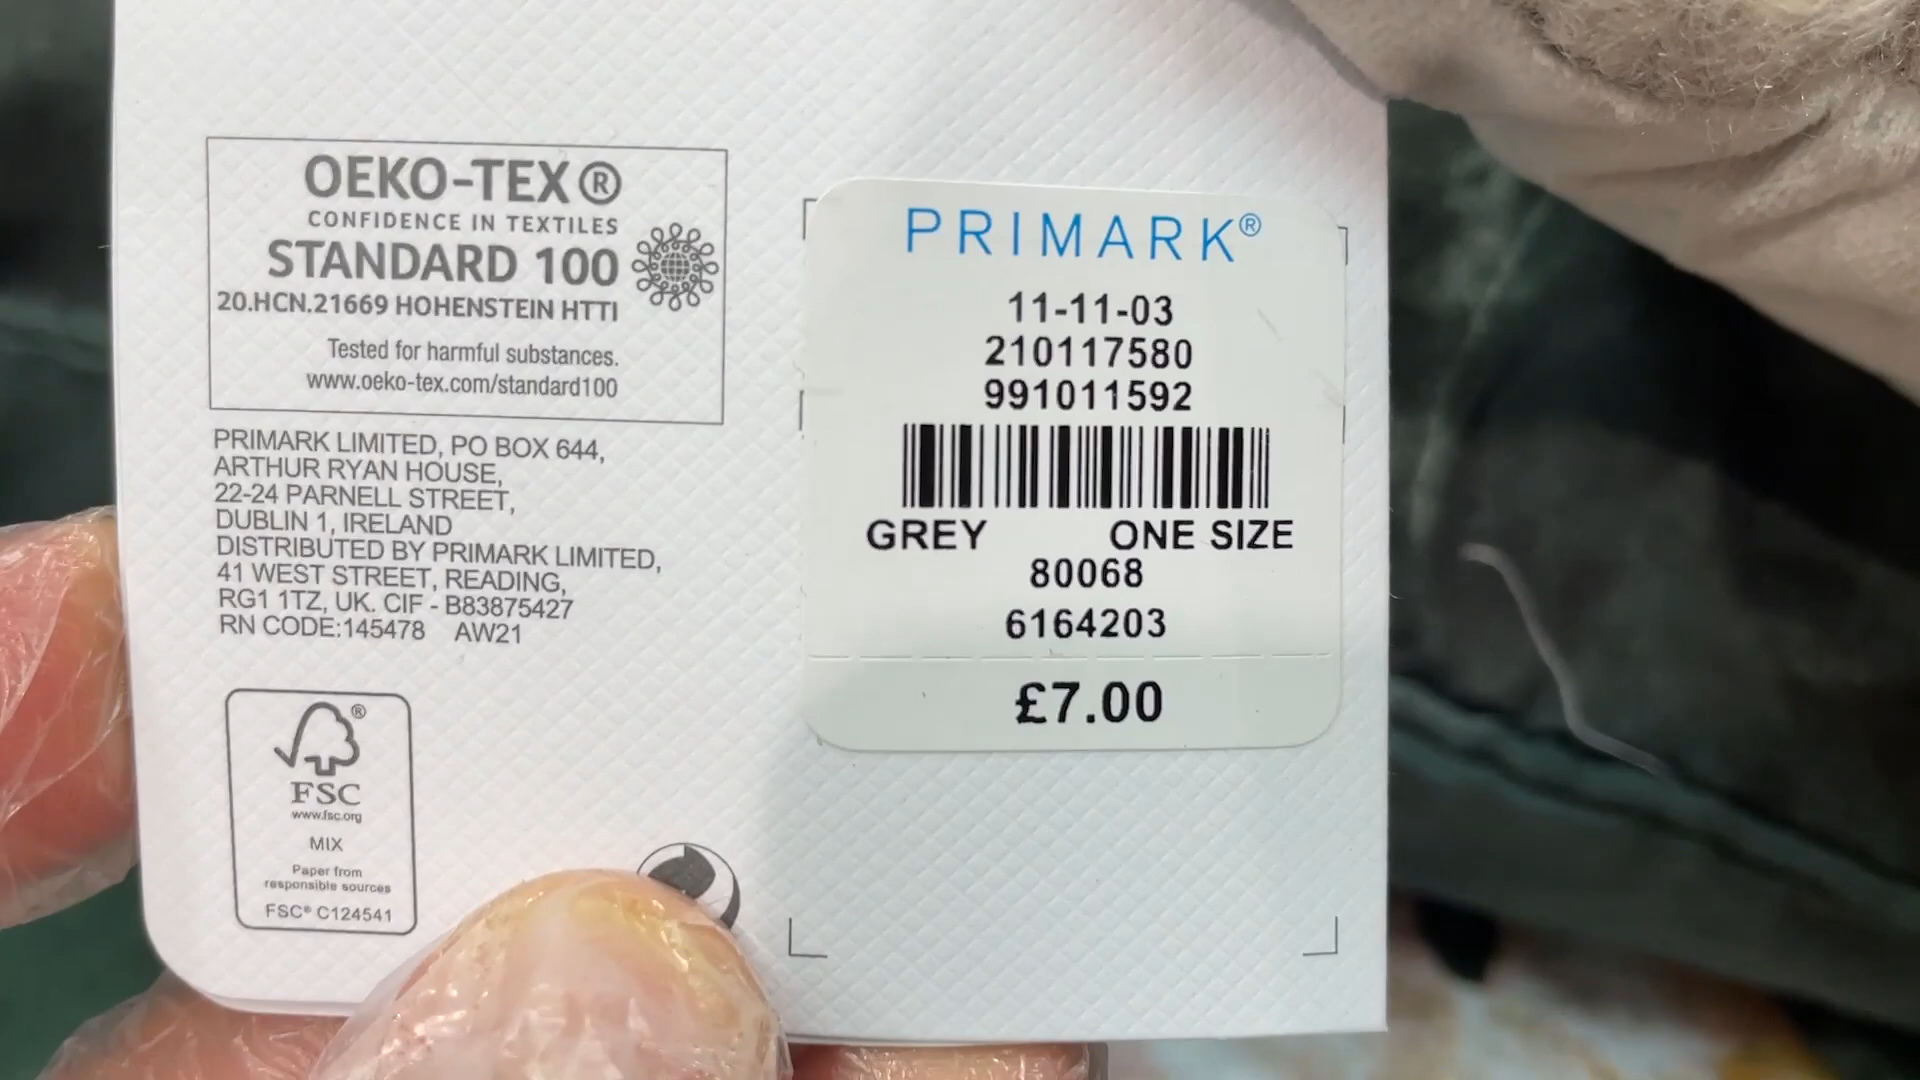 OEKO-TEX®
CONFIDENCE IN TEXTILES
STANDARD 100
20.HCN.21669 HOHENSTEIN HTTI
Tested for harmful substances.
www.oeko-tex.com/standard100
PRIMARK LIMITED, PO BOX 644,
ARTHUR RYAN HOUSE,
22-24 PARNELL STREET,
DUBLIN 1, IRELAND
DISTRIBUTED BY PRIMARK LIMITED,
41 WEST STREET, READING,
RG1 1TZ, UK. CIF - B83875427
RN CODE:145478 AW21
®
FSC
www.fsc.org
MIX
Paper from
responsible sources
FSC® C124541
PRIMARK®
11-11-03
210117580
991011592
GREY ONE SIZE
80068
6164203
£7.00